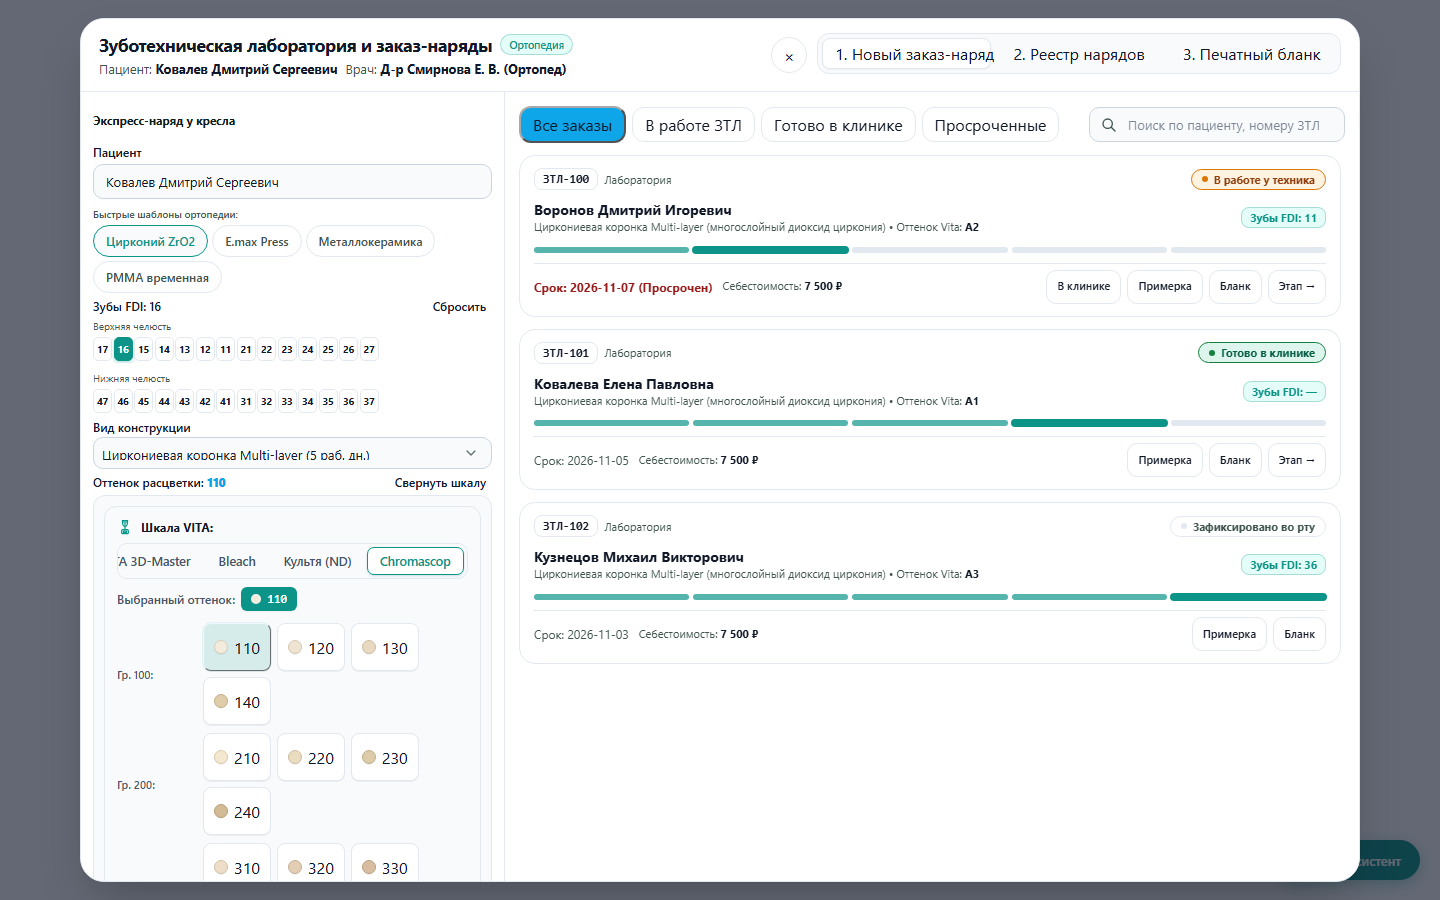 Зуботехническая лаборатория и заказ-наряды
Ортопедия
Пациент: Ковалев Дмитрий Сергеевич Врач: Д-р Смирнова Е. В. (Ортопед)
×
1. Новый заказ-наряд
2. Реестр нарядов
3. Печатный бланк
Экспресс-наряд у кресла
Пациент
Ковалев Дмитрий Сергеевич
Быстрые шаблоны ортопедии:
Цирконий ZrO2
E.max Press
Металлокерамика
PMMA временная
Зубы FDI: 16
Сбросить
Верхняя челюсть
17 16 15 14 13 12 11 21 22 23 24 25 26 27
Нижняя челюсть
47 46 45 44 43 42 41 31 32 33 34 35 36 37
Вид конструкции
Циркониевая коронка Multi-layer (5 раб. дн.)
Оттенок расцветки: 110
Свернуть шкалу
Шкала VITA:
А 3D-Master
Bleach
Культя (ND)
Chromascop
Выбранный оттенок: 110
Гр. 100:
110 120 130
140
Гр. 200:
210 220 230
240
310 320 330
Все заказы
В работе ЗТЛ
Готово в клинике
Просроченные
Поиск по пациенту, номеру ЗТЛ
ЗТЛ-100 Лаборатория
В работе у техника
Воронов Дмитрий Игоревич
Циркониевая коронка Multi-layer (многослойный диоксид циркония) • Оттенок Vita: A2
Зубы FDI: 11
Срок: 2026-11-07 (Просрочен) Себестоимость: 7 500 ₽
В клинике
Примерка
Бланк
Этап →
ЗТЛ-101 Лаборатория
Готово в клинике
Ковалева Елена Павловна
Циркониевая коронка Multi-layer (многослойный диоксид циркония) • Оттенок Vita: A1
Зубы FDI: —
Срок: 2026-11-05 Себестоимость: 7 500 ₽
Примерка
Бланк
Этап →
ЗТЛ-102 Лаборатория
Зафиксировано во рту
Кузнецов Михаил Викторович
Циркониевая коронка Multi-layer (многослойный диоксид циркония) • Оттенок Vita: A3
Зубы FDI: 36
Срок: 2026-11-03 Себестоимость: 7 500 ₽
Примерка
Бланк
систент